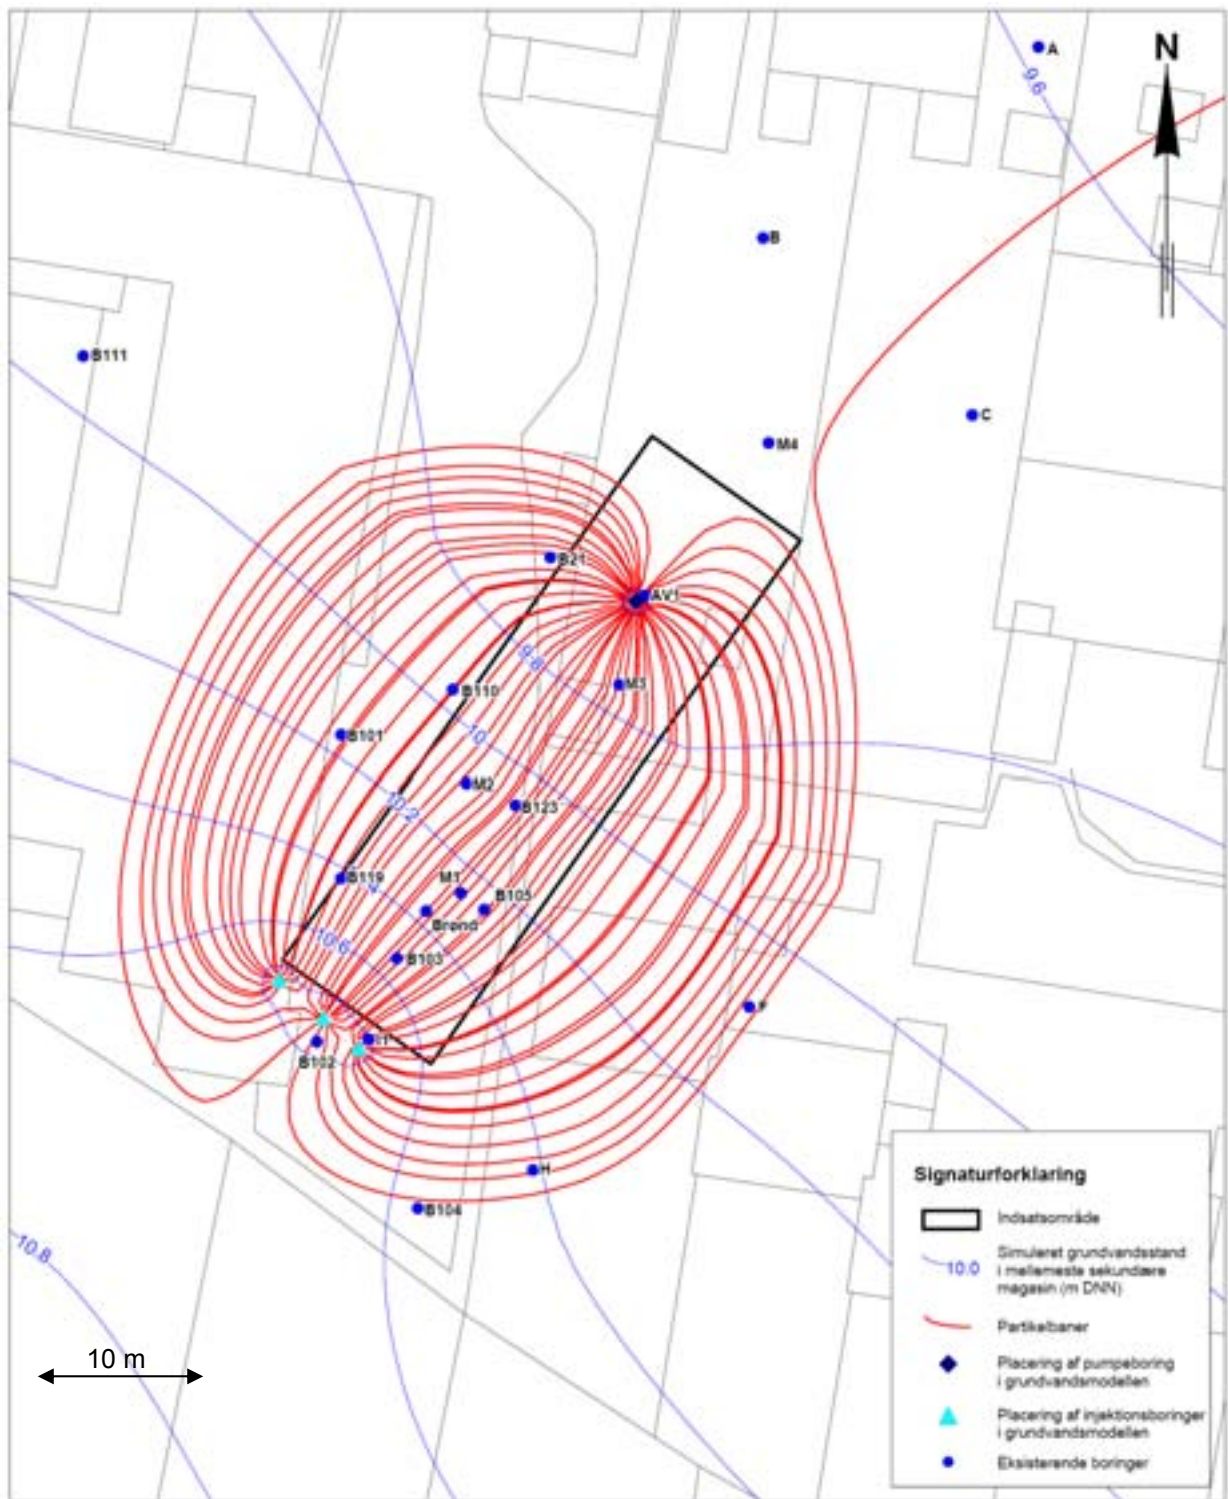 A
N
9.6
B
B111
C
M4
B21
AV1
9.8
M3
B110
10
B101
M2
10.2
B123
B119
M1
B105
Brønd
10.6
B103
F
I1
B102
H
B104
10.8
10 m
Signaturforklaring
Indsatsområde
10.0
Simuleret grundvandsstand
i mellemeste sekundære
magasin (m DNN)
Partikelbaner
Placering af pumpeboring
i grundvandsmodellen
Placering af injektionsboringer
i grundvandsmodellen
Eksisterende boringer